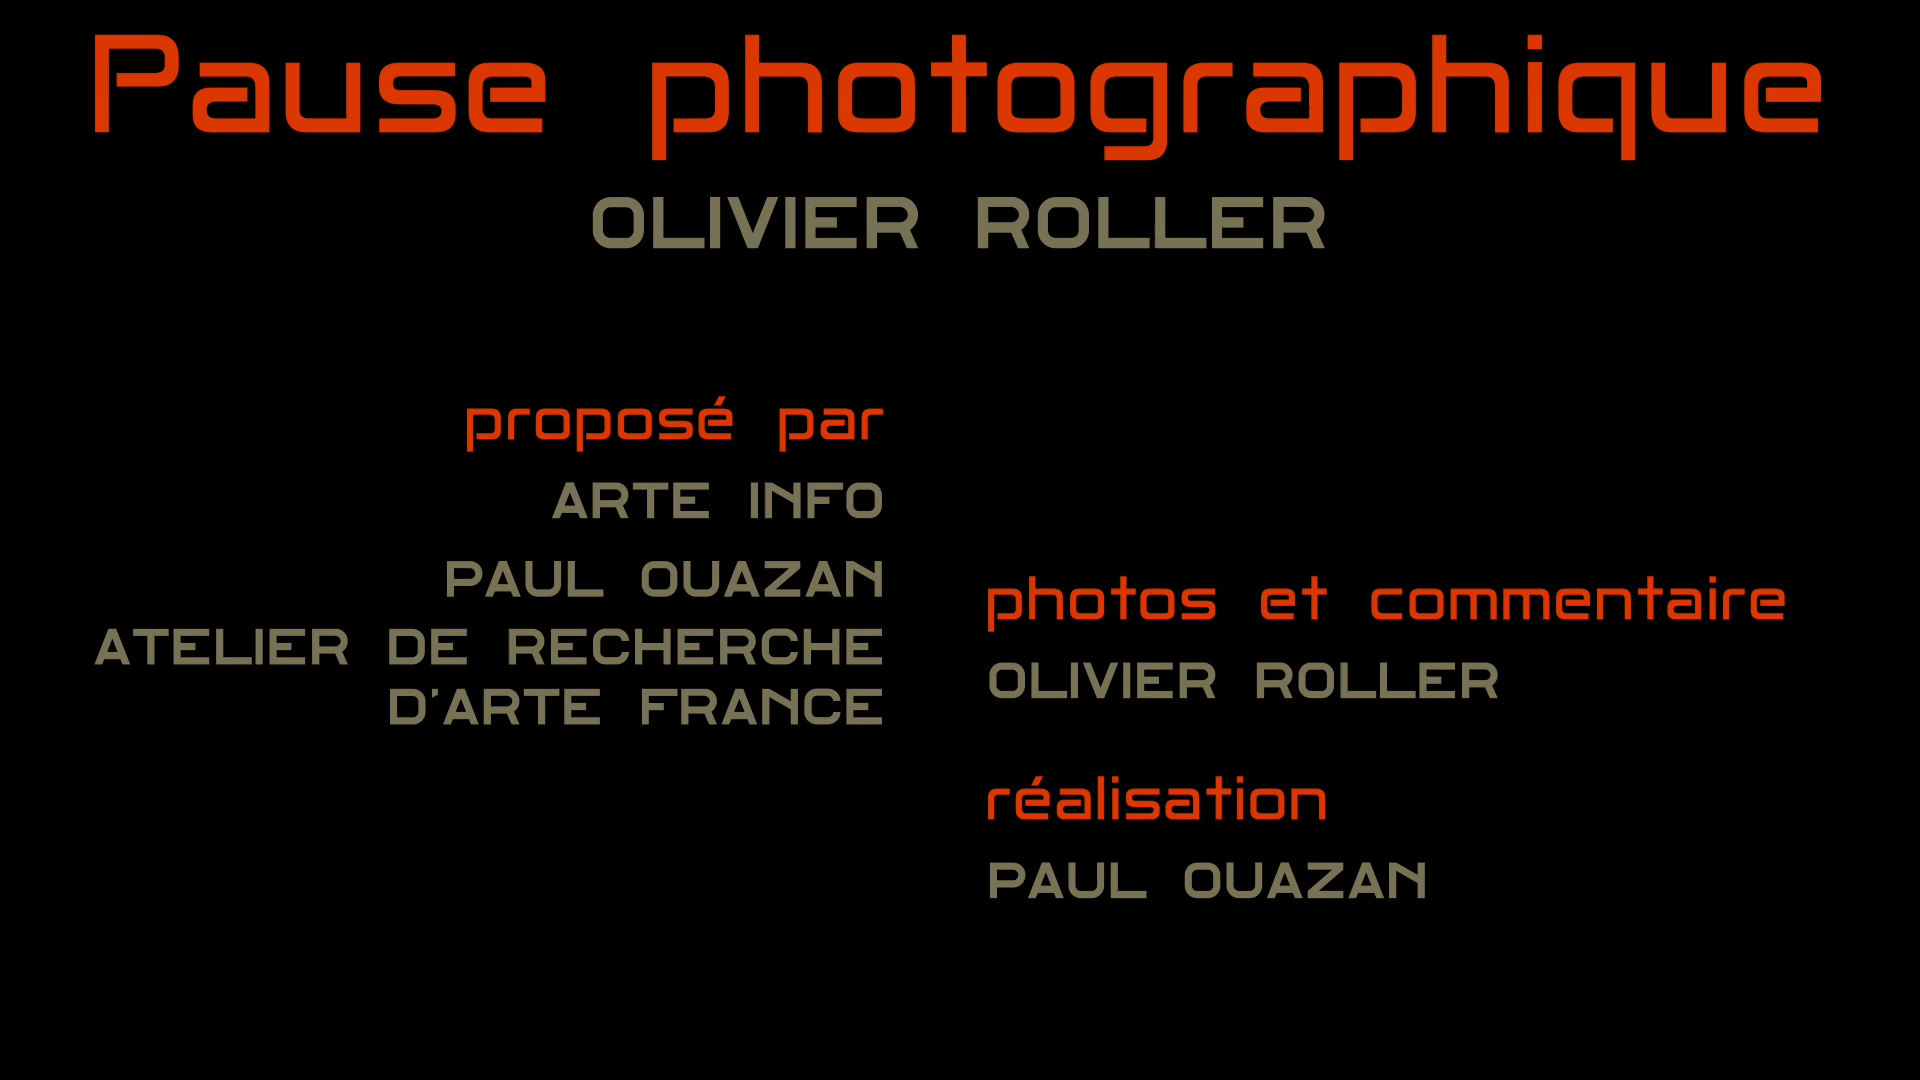 Pause photographique
OLIVIER ROLLER
proposé par
ARTE INFO
PAUL OUAZAN
ATELIER DE RECHERCHE
D'ARTE FRANCE
photos et commentaire
OLIVIER ROLLER
réalisation
PAUL OUAZAN